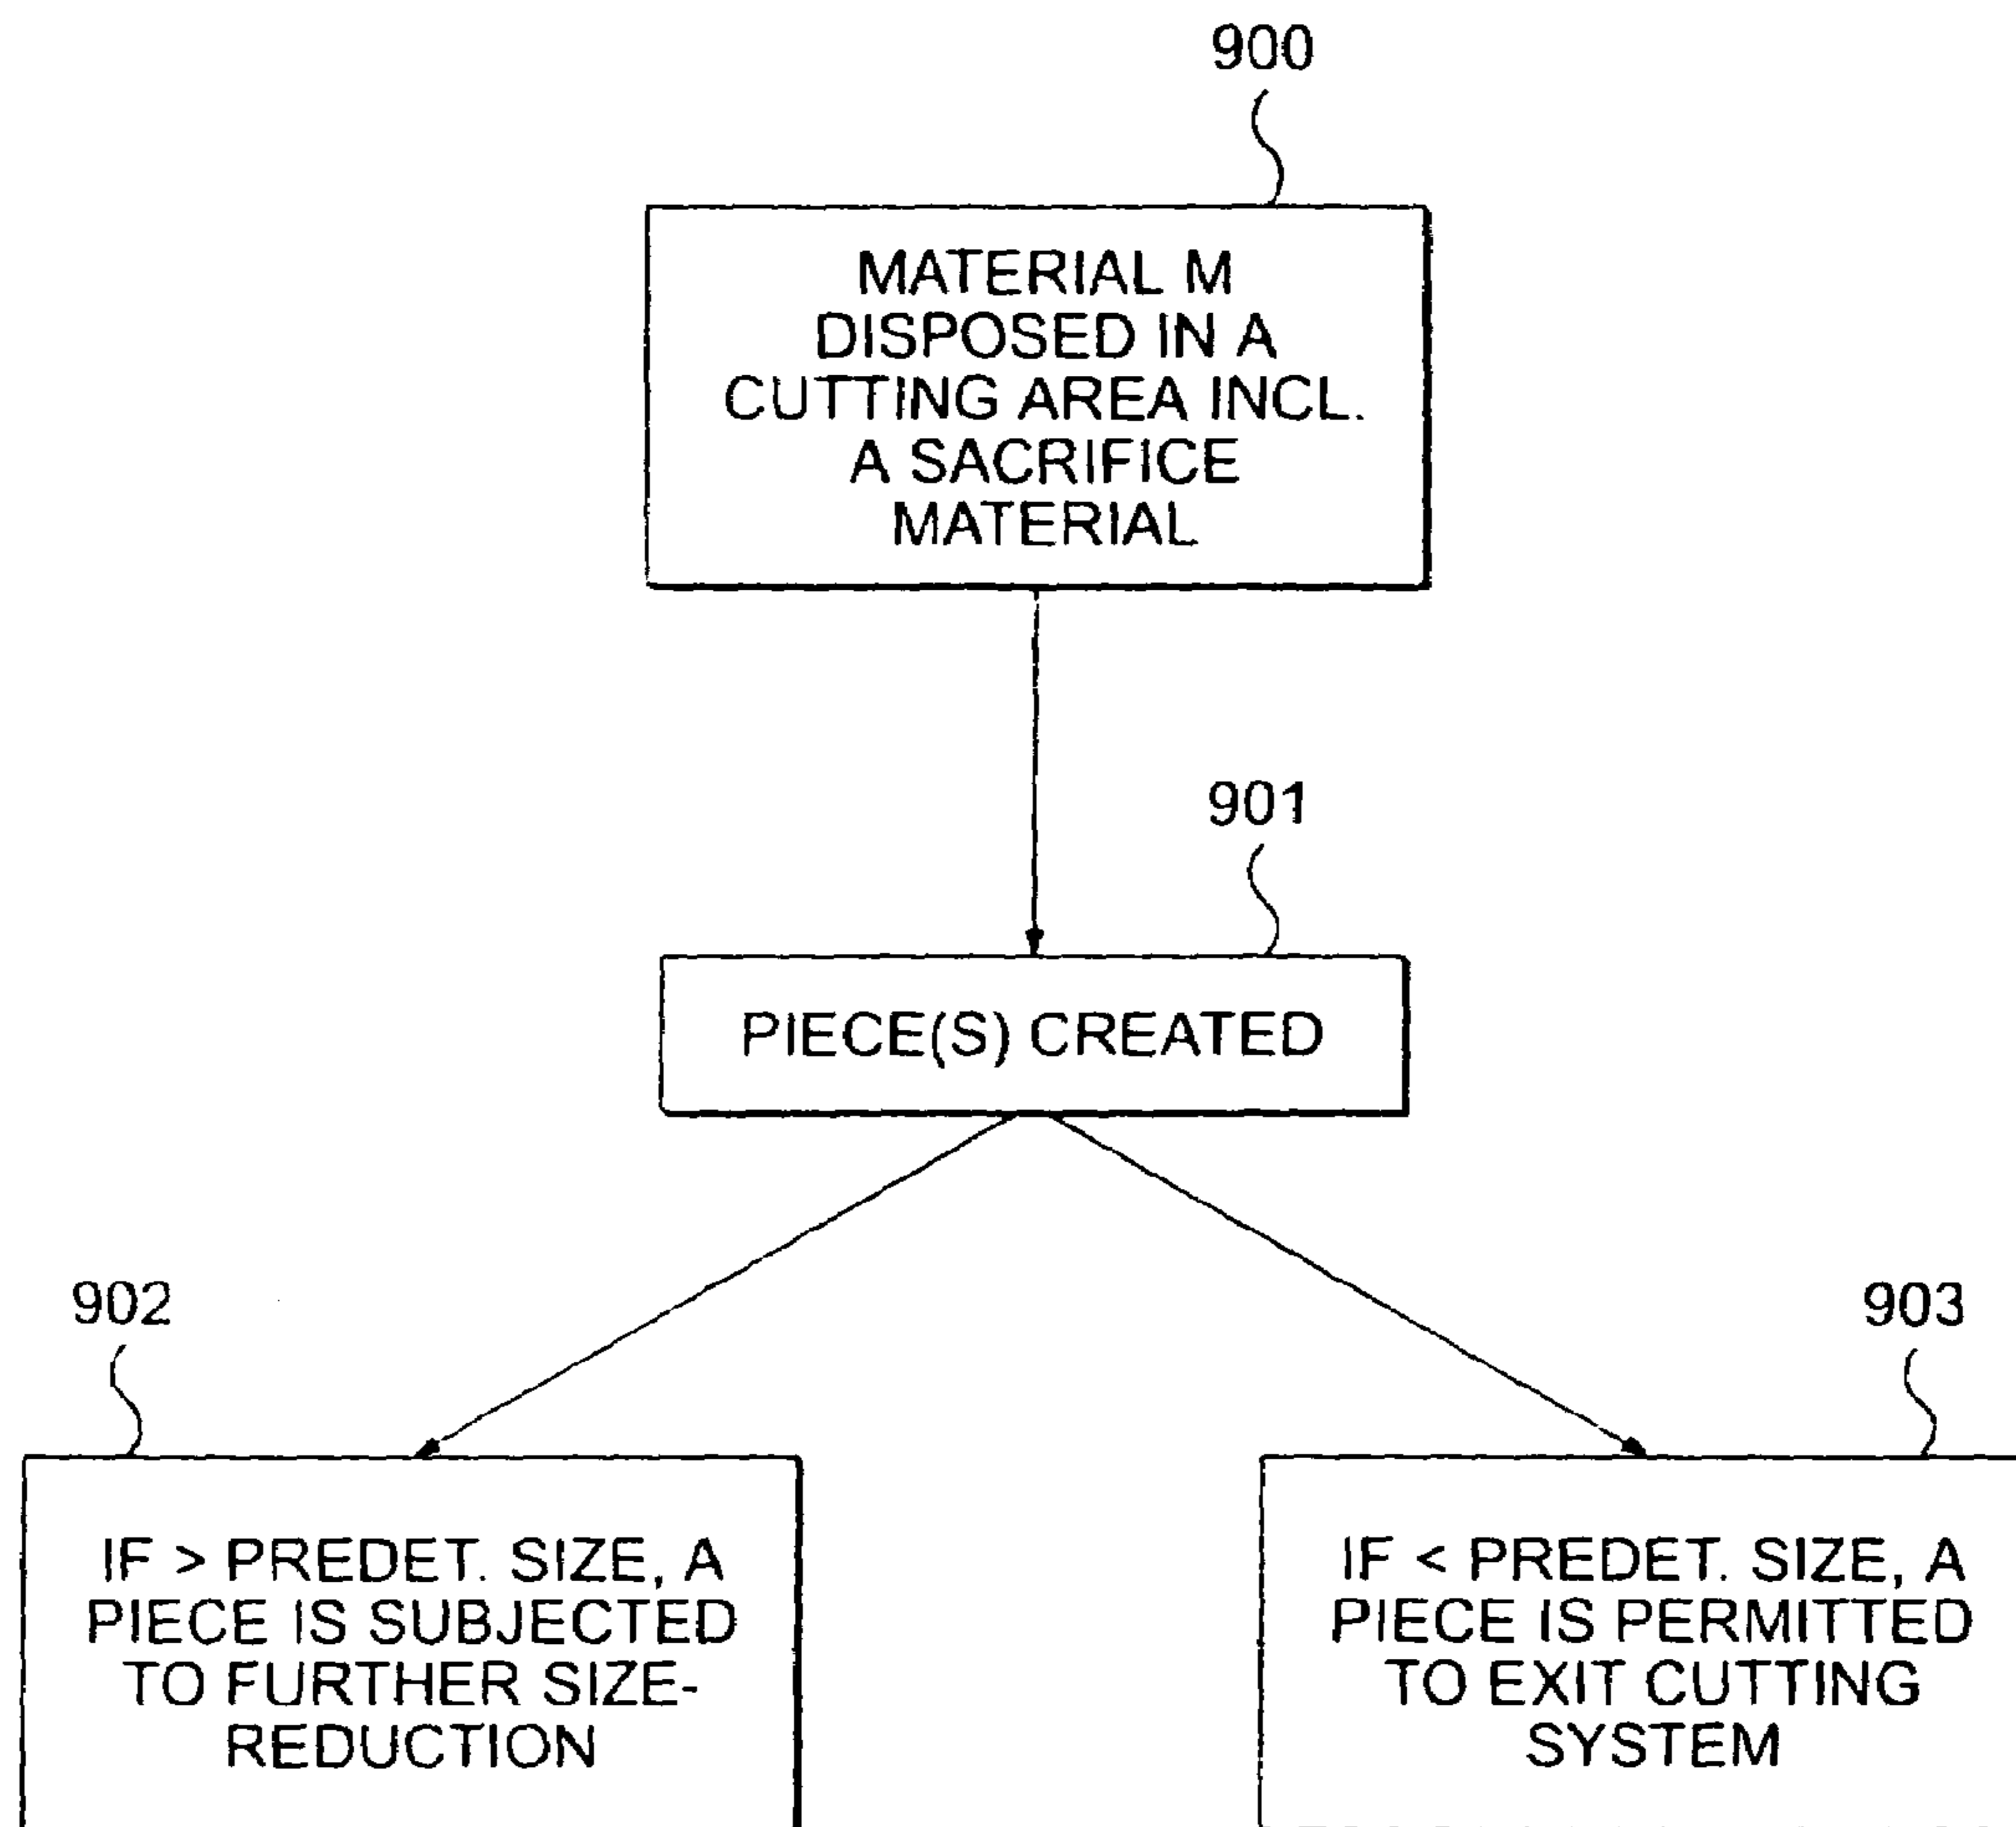 900
MATERIAL M
DISPOSED IN A
CUTTING AREA INCL.
A SACRIFICE
MATERIAL
901
PIECE(S) CREATED
902
IF > PREDET. SIZE, A
PIECE IS SUBJECTED
TO FURTHER SIZE-
REDUCTION
903
IF < PREDET. SIZE, A
PIECE IS PERMITTED
TO EXIT CUTTING
SYSTEM